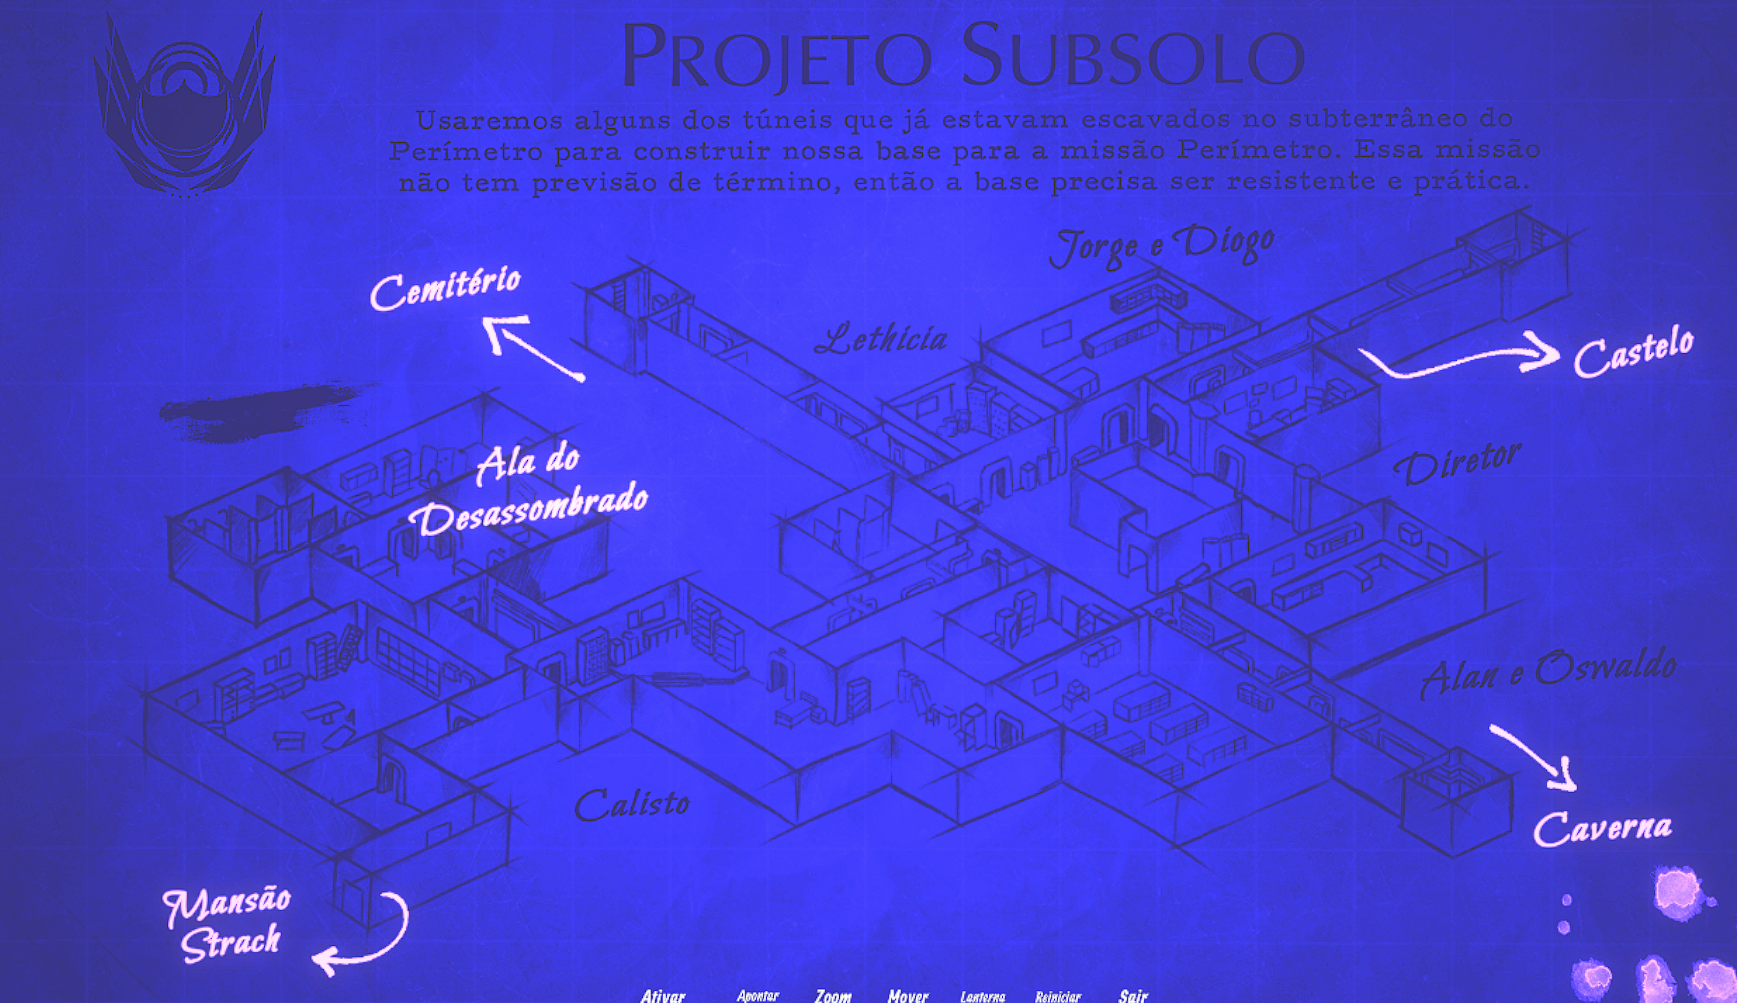 PROJETO SUBSOLO
Usaremos alguns dos túneis que já estavam escavados no subterrâneo do
Perímetro para construir nossa base para a missão Perímetro. Essa missão
não tem previsão de término, então a base precisa ser resistente e prática.
Jorge e Diogo
Cemitério
Lethicia
Castelo
Ala do
Desassombrado
Diretor
Alan e Oswaldo
Calisto
Caverna
Mansão
Strach
Ativar Apontar Zoom Mover Lanterna Reiniciar Sair